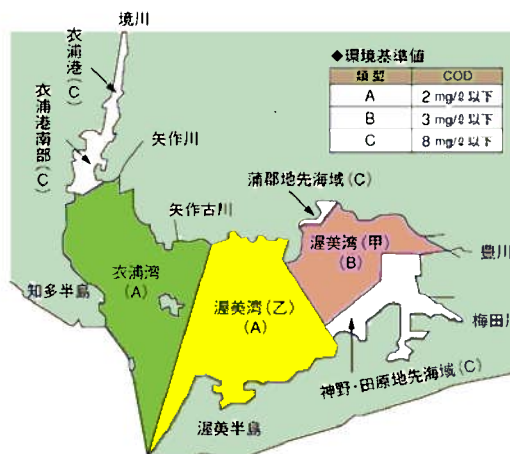 境川
衣浦港(C)
衣浦港南部(C)
◆環境基準値
類型 COD
A 2 mg/ℓ以下
B 3 mg/ℓ以下
C 8 mg/ℓ以下
矢作川
蒲郡地先海域(C)
矢作古川
渥美湾(甲)
(B)
豊川
衣浦湾
(A)
知多半島
渥美湾(乙)
(A)
梅田川
神野・田原地先海域(C)
渥美半島